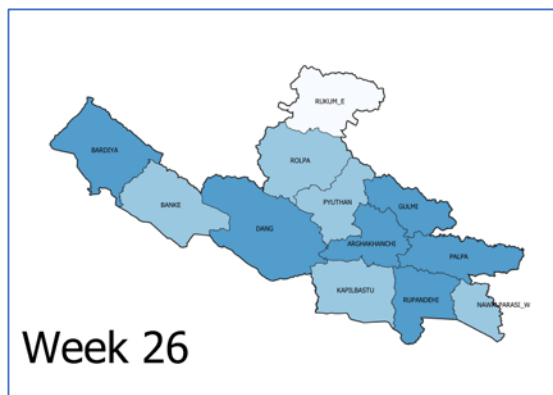 RUKUM_E
BARDIYA
ROLPA
BANKE
PYUTHAN
GULMI
DANG
ARGHAKHANCHI
PALPA
KAPILBASTU
RUPANDEHI
NAWALPARASI_W
Week 26